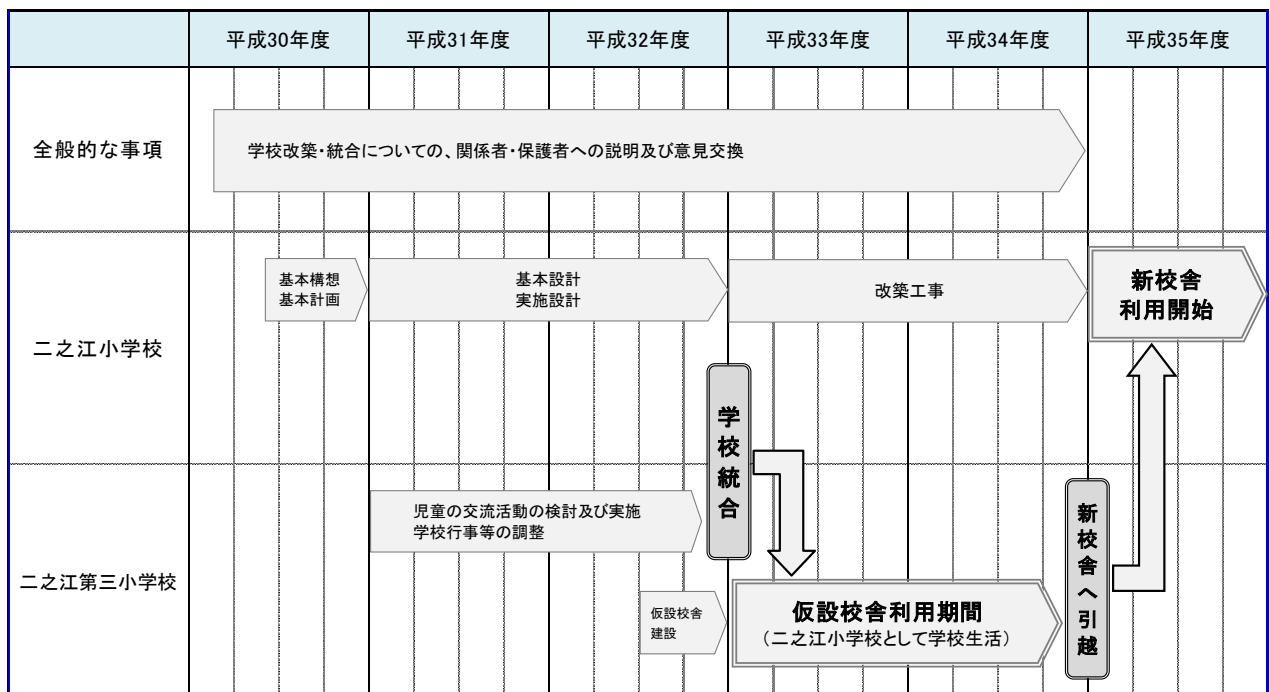 平成30年度
平成31年度
平成32年度
平成33年度
平成34年度
平成35年度
全般的な事項
学校改築・統合についての、関係者・保護者への説明及び意見交換
二之江小学校
基本構想
基本計画
基本設計
実施設計
改築工事
新校舎
利用開始
学校統合
二之江第三小学校
児童の交流活動の検討及び実施
学校行事等の調整
仮設校舎
建設
仮設校舎利用期間
（二之江小学校として学校生活）
新校舎へ引越